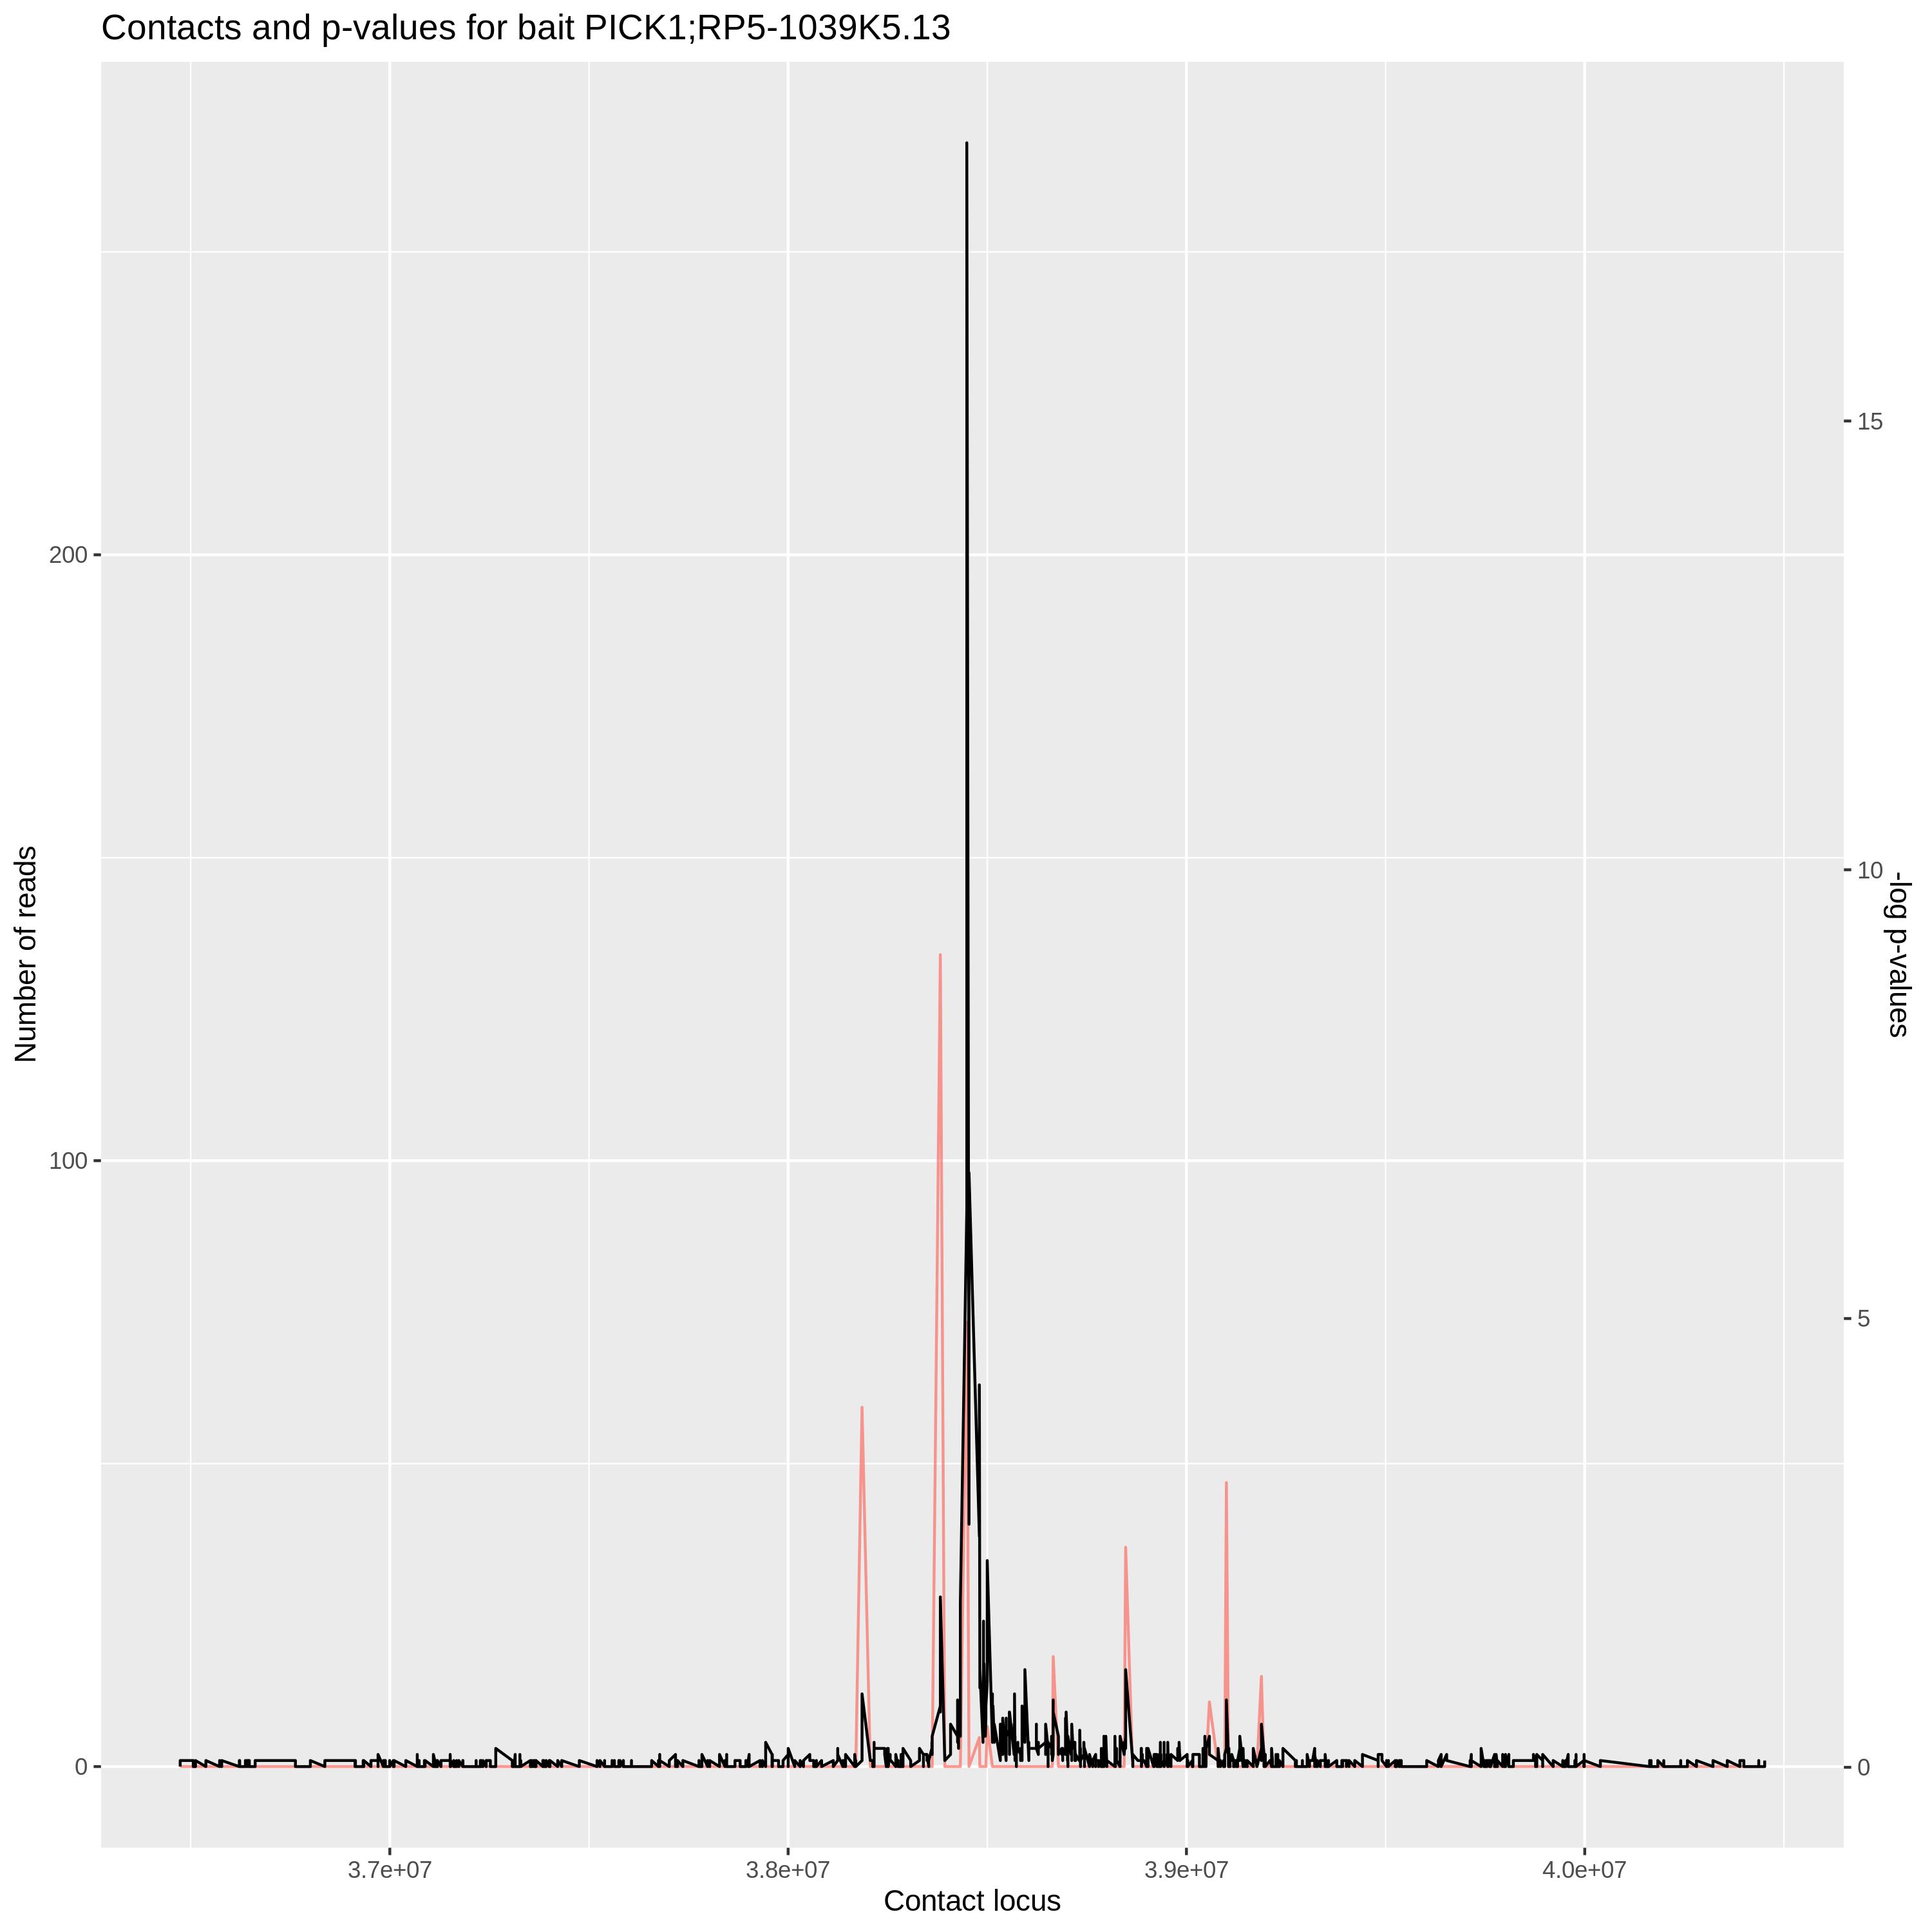 Contacts and p-values for bait PICK1;RP5-1039K5.13
Number of reads
200
100
0
15
10
5
0
-log p-values
3.7e+07
3.8e+07
3.9e+07
4.0e+07
Contact locus